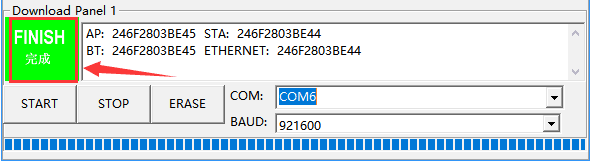 Download Panel 1
FINISH
完成
AP: 246F2803BE45 STA: 246F2803BE44
BT: 246F2803BE45 ETHERNET: 246F2803BE44
START
STOP
ERASE
COM:
COM6
BAUD:
921600